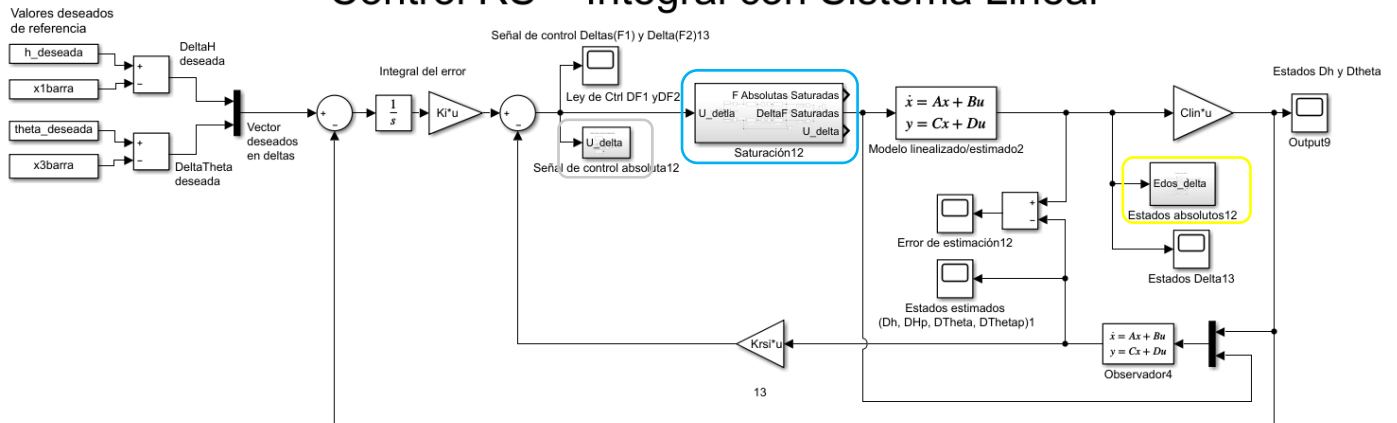 Control RS – Integral con Sistema Lineal
Valores deseados
de referencia
h_deseada
x1barra
theta_deseada
x3barra
DeltaH
deseada
+
−
+
−
DeltaTheta
deseada
Vector
deseados
en deltas
+
−
Integral del error
1
s
Ki*u
+
−
Señal de control Deltas(F1) y Delta(F2)13
Ley de Ctrl DF1 yDF2
U_delta
Señal de control absoluta12
U_detla
F Absolutas Saturadas
DeltaF Saturadas
U_delta
Saturación12
ẋ = Ax + Bu
y = Cx + Du
Modelo linealizado/estimado2
Clin*u
Estados Dh y Dtheta
Output9
Edos_delta
Estados absolutos12
Estados Delta13
+
−
Error de estimación12
Estados estimados
(Dh, DHp, DTheta, DThetap)1
Krsi*u
13
ẋ = Ax + Bu
y = Cx + Du
Observador4